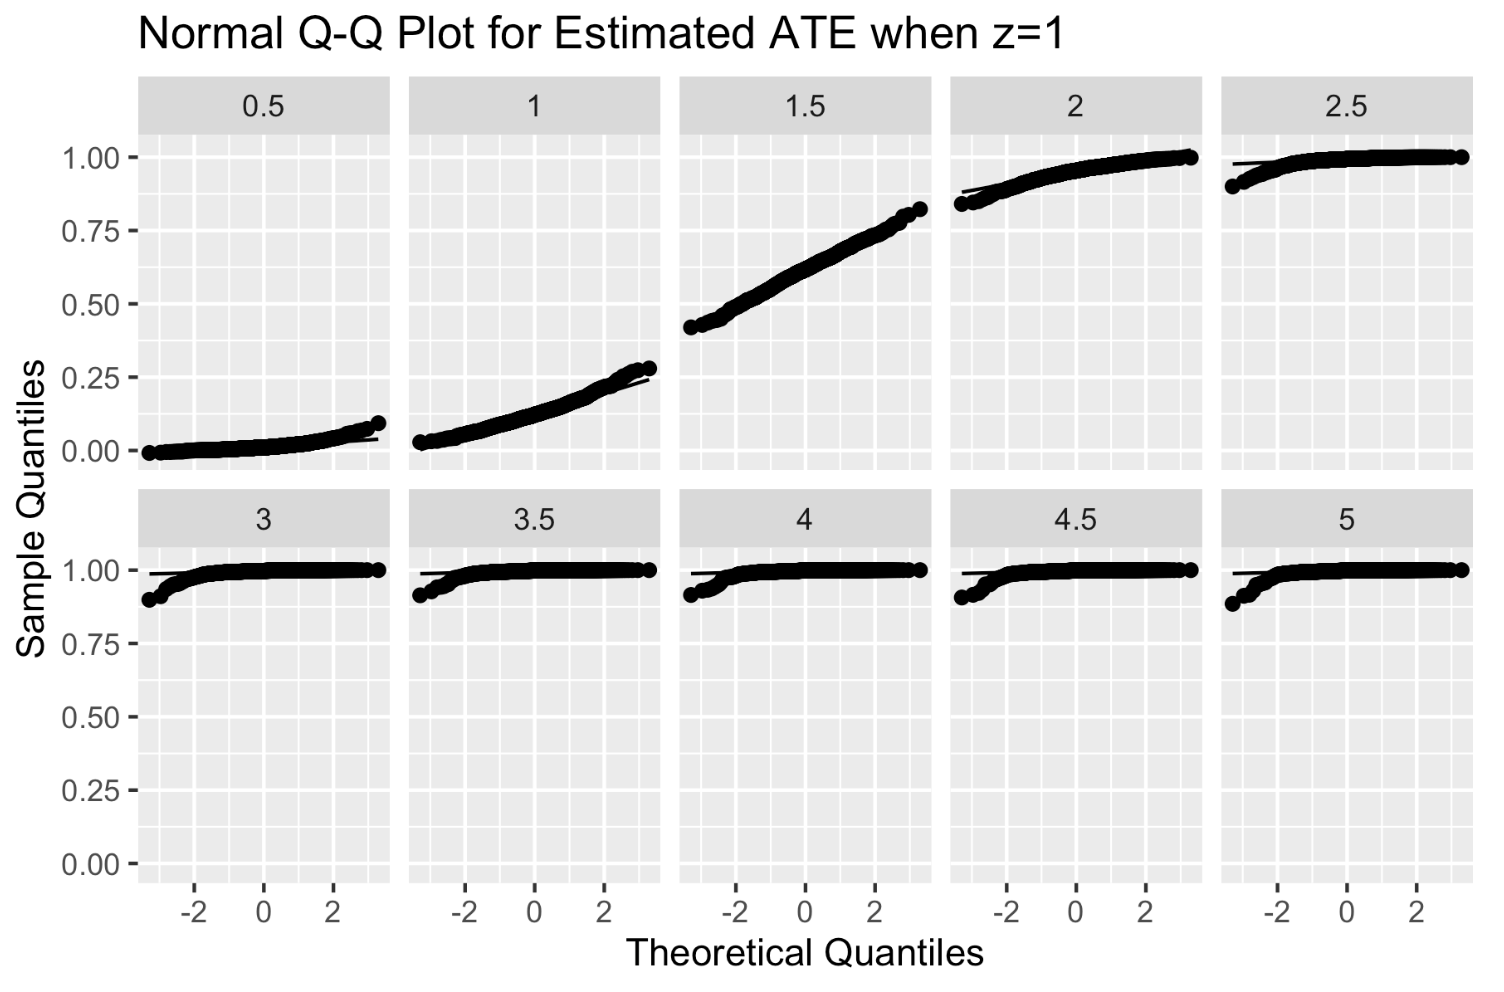 Normal Q-Q Plot for Estimated ATE when z=1
0.5 1 1.5 2 2.5
1.00
0.75
0.50
0.25
0.00
3 3.5 4 4.5 5
1.00
0.75
0.50
0.25
0.00
-2 0 2 -2 0 2 -2 0 2 -2 0 2 -2 0 2
Theoretical Quantiles
Sample Quantiles